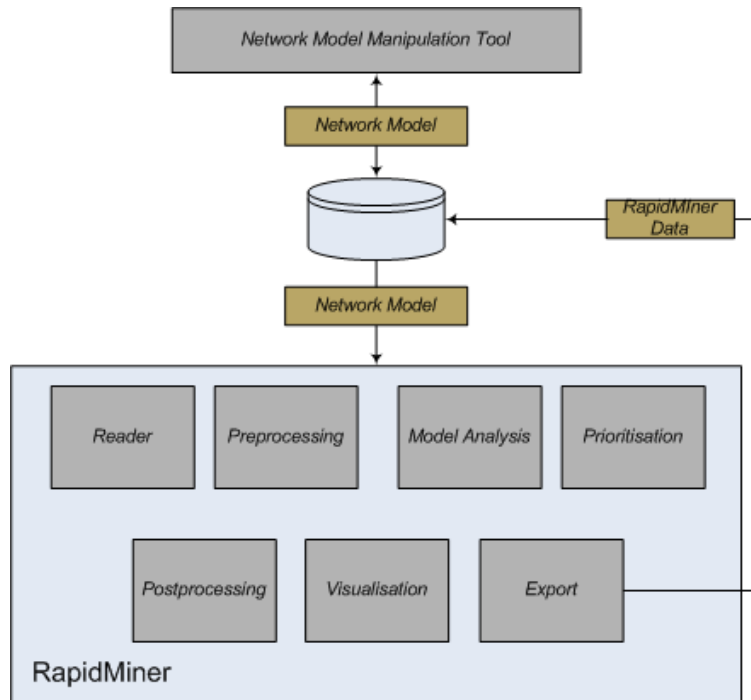 Network Model Manipulation Tool
Network Model
RapidMIner
Data
Network Model
Reader
Preprocessing
Model Analysis
Prioritisation
Postprocessing
Visualisation
Export
RapidMiner